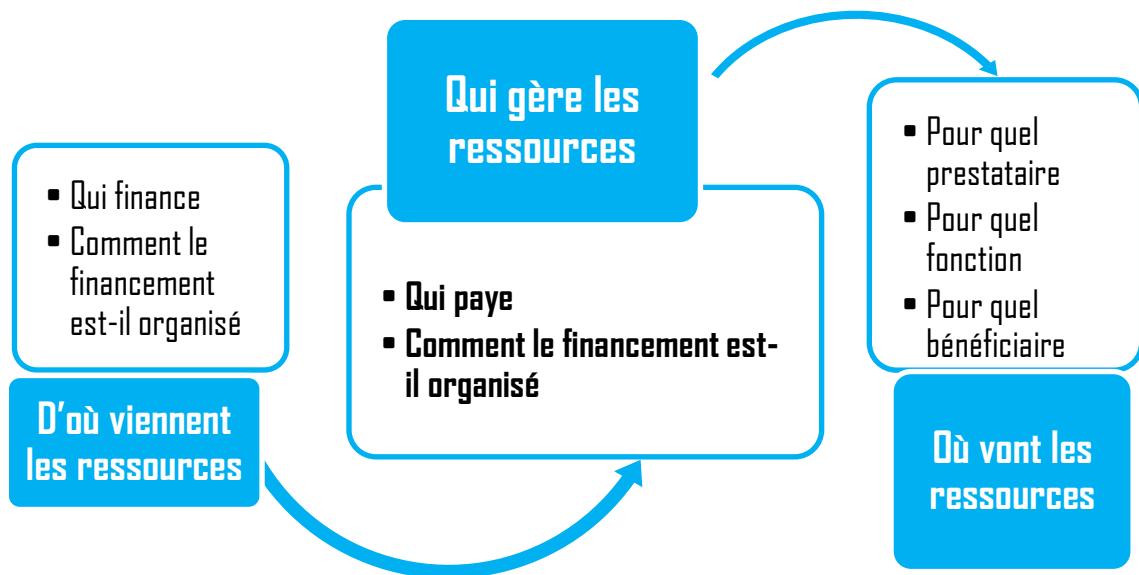 ▪ Qui finance
▪ Comment le
financement
est-il organisé
D’où viennent
les ressources
Qui gère les
ressources
▪ Qui paye
▪ Comment le financement est-
il organisé
▪ Pour quel
prestataire
▪ Pour quel
fonction
▪ Pour quel
bénéficiaire
Où vont les
ressources